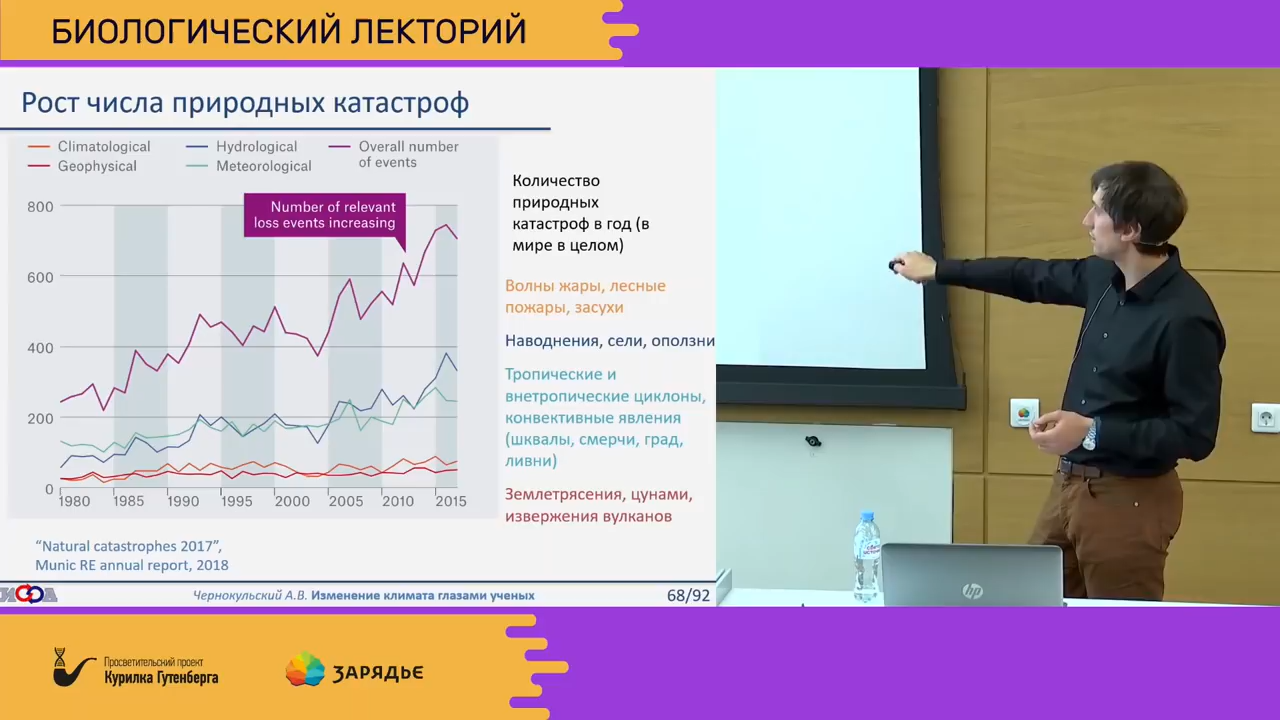 БИОЛОГИЧЕСКИЙ ЛЕКТОРИЙ
Рост числа природных катастроф
Climatological
Hydrological
Overall number
of events
Geophysical
Meteorological
Number of relevant
loss events increasing
800
600
400
200
0
1980
1985
1990
1995
2000
2005
2010
2015
Количество
природных
катастроф в год (в
мире в целом)
Волны жары, лесные
пожары, засухи
Наводнения, сели, оползни
Тропические и
внетропические циклоны,
конвективные явления
(шквалы, смерчи, град,
ливни)
Землетрясения, цунами,
извержения вулканов
“Natural catastrophes 2017”,
Munic RE annual report, 2018
Чернокульский А.В. Изменение климата глазами ученых
68/92
hp
Просветительский проект
Курилка Гутенберга
ЗАРЯДЬЕ